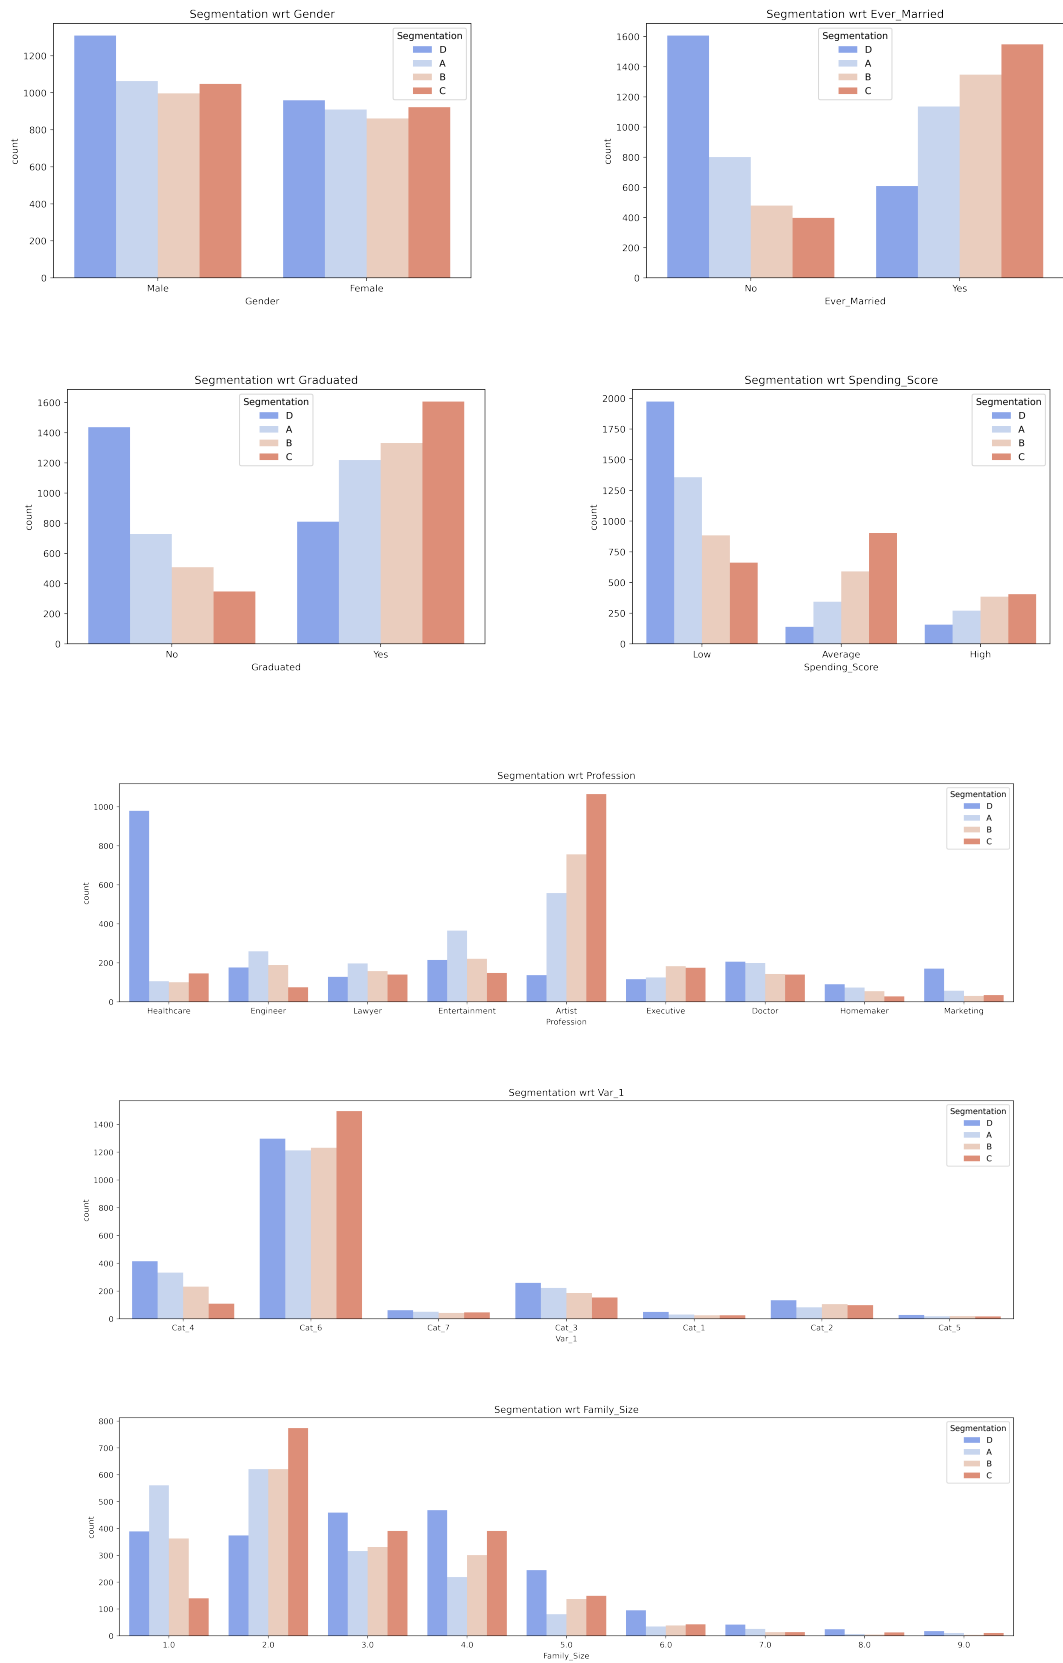 Segmentation wrt Gender
Segmentation
D
A
B
C
1200
1000
800
600
400
200
0
count
Male Female
Gender
Segmentation wrt Ever_Married
Segmentation
D
A
B
C
1600
1400
1200
1000
800
600
400
200
0
count
No Yes
Ever_Married
Segmentation wrt Graduated
Segmentation
D
A
B
C
1600
1400
1200
1000
800
600
400
200
0
count
No Yes
Graduated
Segmentation wrt Spending_Score
Segmentation
D
A
B
C
2000
1750
1500
1250
1000
750
500
250
0
count
Low Average High
Spending_Score
Segmentation wrt Profession
Segmentation
D
A
B
C
1000
800
600
400
200
0
count
Healthcare Engineer Lawyer Entertainment Artist Executive Doctor Homemaker Marketing
Profession
Segmentation wrt Var_1
Segmentation
D
A
B
C
1400
1200
1000
800
600
400
200
0
count
Cat_4 Cat_6 Cat_7 Cat_3 Cat_1 Cat_2 Cat_5
Var_1
Segmentation wrt Family_Size
Segmentation
D
A
B
C
800
700
600
500
400
300
200
100
0
count
1.0 2.0 3.0 4.0 5.0 6.0 7.0 8.0 9.0
Family_Size